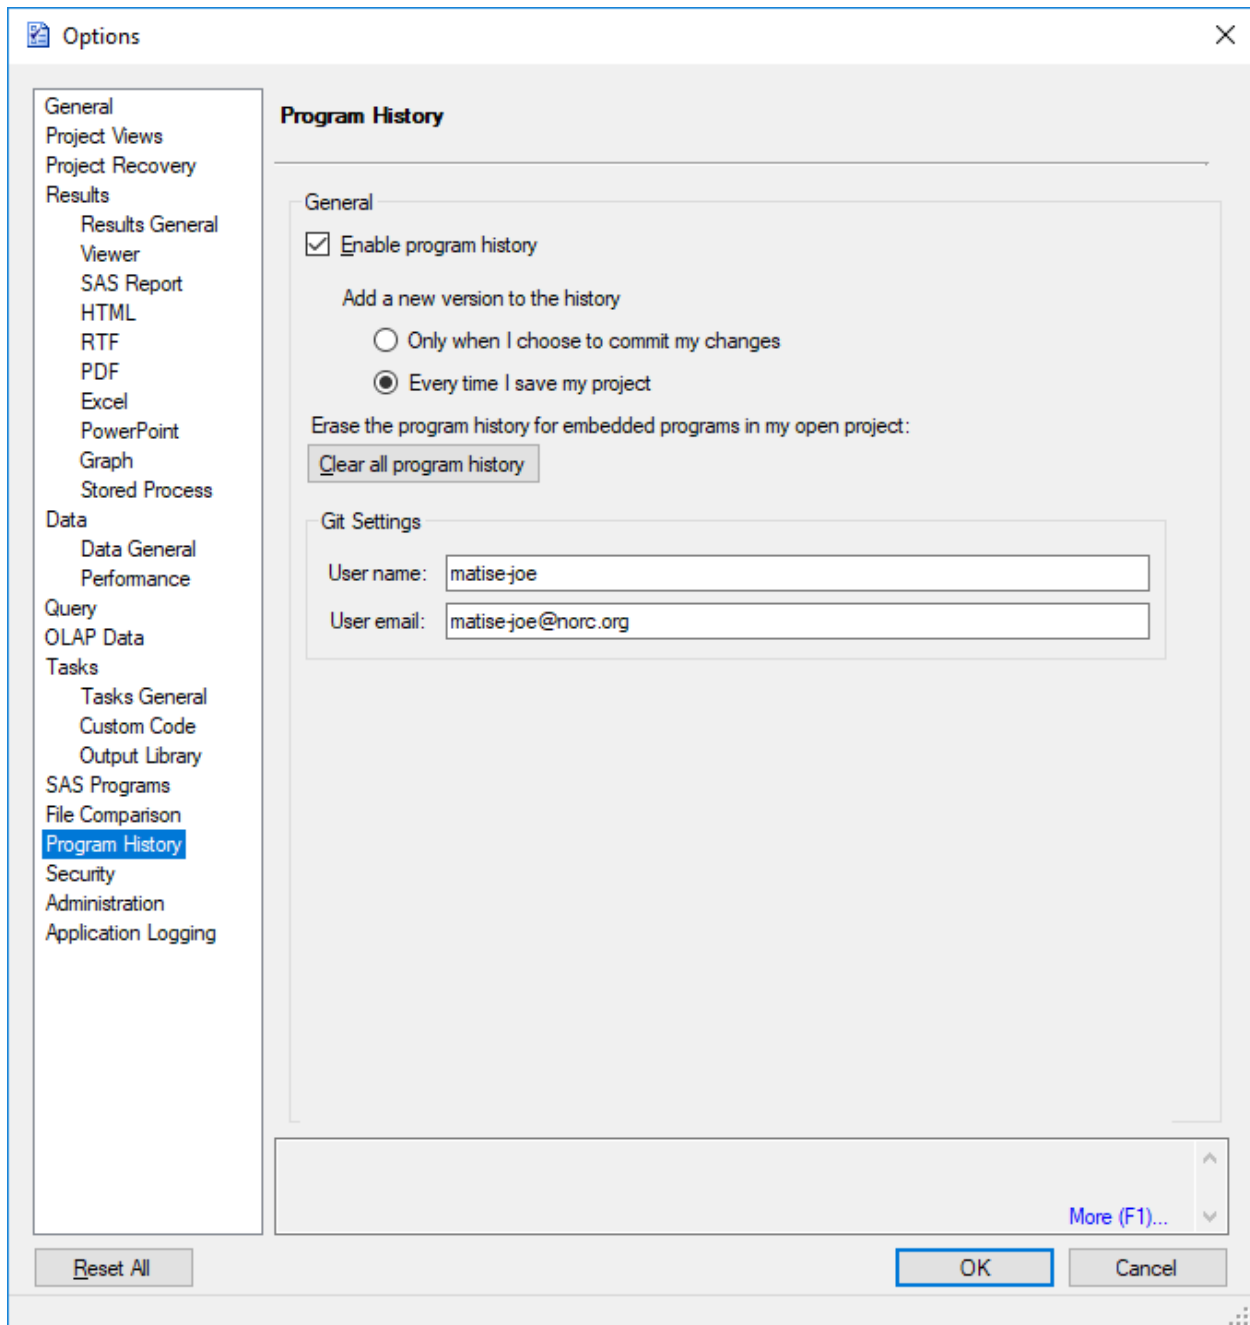 Options
General
Project Views
Project Recovery
Results
Results General
Viewer
SAS Report
HTML
RTF
PDF
Excel
PowerPoint
Graph
Stored Process
Data
Data General
Performance
Query
OLAP Data
Tasks
Tasks General
Custom Code
Output Library
SAS Programs
File Comparison
Program History
Security
Administration
Application Logging
Program History
General
Enable program history
Add a new version to the history
Only when I choose to commit my changes
Every time I save my project
Erase the program history for embedded programs in my open project:
Clear all program history
Git Settings
User name: matise-joe
User email: matise-joe@norc.org
More (F1)...
Reset All OK Cancel